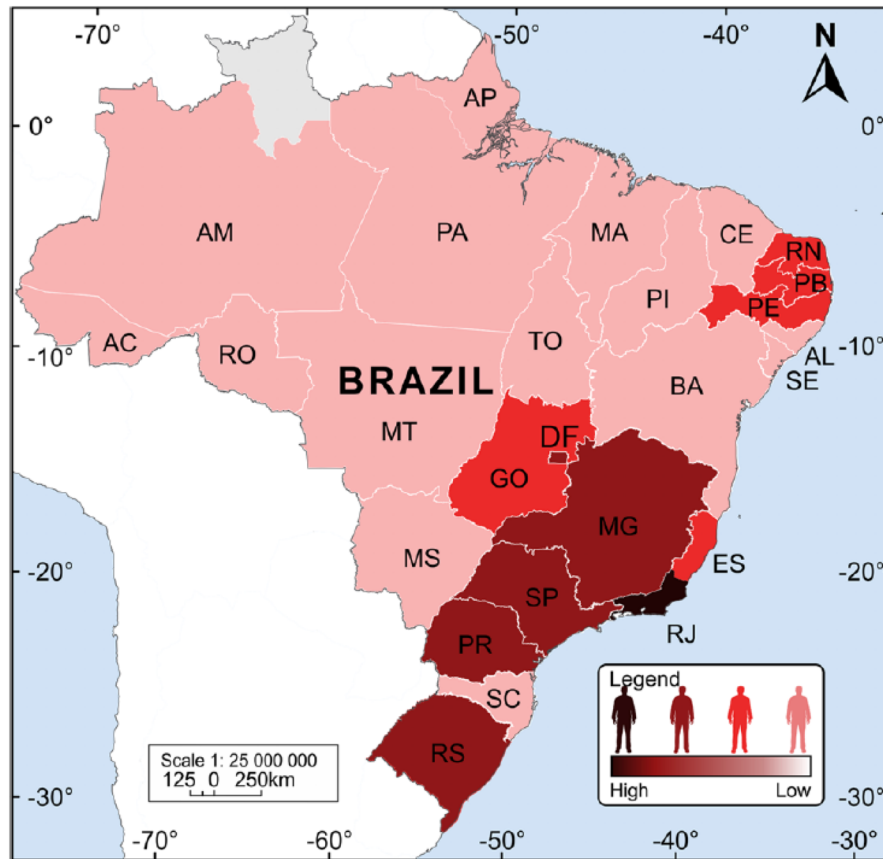 -70° -50° -40°
N
AP
0° 0°
AM PA MA CE
RN
PB
PI PE
AC RO TO
-10° AL -10°
BRAZIL BA SE
MT DF
GO
MG
MS ES
-20° SP -20°
RJ
PR
Legend
SC
RS
Scale 1: 25 000 000
125 0 250km
High Low
-30° -30°
-70° -60° -50° -40°